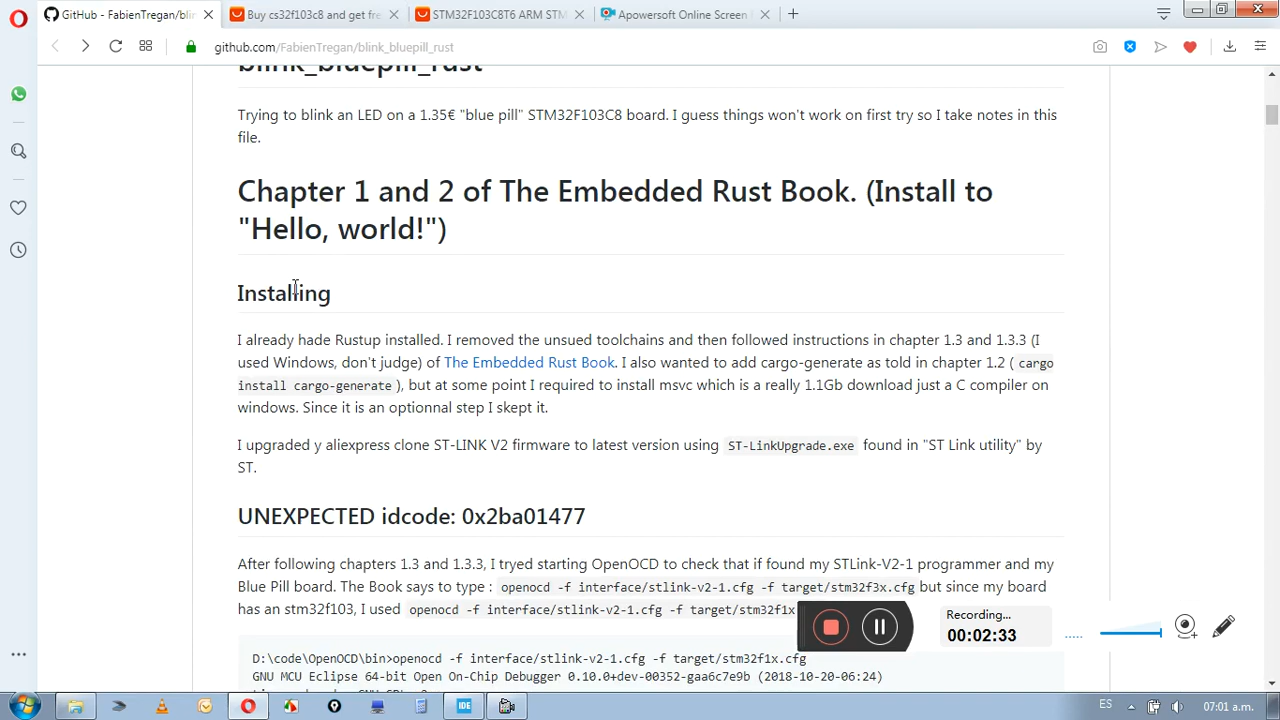 GitHub - FabienTregan/blin
Buy cs32f103c8 and get fre
STM32F103C8T6 ARM STM
Apowersoft Online Screen
github.com/FabienTregan/blink_bluepill_rust
blink_bluepill_rust
Trying to blink an LED on a 1.35€ "blue pill" STM32F103C8 board. I guess things won't work on first try so I take notes in this
file.
Chapter 1 and 2 of The Embedded Rust Book. (Install to
"Hello, world!")
Installing
I already hade Rustup installed. I removed the unsued toolchains and then followed instructions in chapter 1.3 and 1.3.3 (I
used Windows, don't judge) of The Embedded Rust Book. I also wanted to add cargo-generate as told in chapter 1.2 ( cargo
install cargo-generate ), but at some point I required to install msvc which is a really 1.1Gb download just a C compiler on
windows. Since it is an optionnal step I skept it.
I upgraded y aliexpress clone ST-LINK V2 firmware to latest version using ST-LinkUpgrade.exe found in "ST Link utility" by
ST.
UNEXPECTED idcode: 0x2ba01477
After following chapters 1.3 and 1.3.3, I tryed starting OpenOCD to check that if found my STLink-V2-1 programmer and my
Blue Pill board. The Book says to type : openocd -f interface/stlink-v2-1.cfg -f target/stm32f3x.cfg but since my board
has an stm32f103, I used openocd -f interface/stlink-v2-1.cfg -f target/stm32f1x
Recording...
00:02:33
D:\code\OpenOCD\bin>openocd -f interface/stlink-v2-1.cfg -f target/stm32f1x.cfg
GNU MCU Eclipse 64-bit Open On-Chip Debugger 0.10.0+dev-00352-gaa6c7e9b (2018-10-20-06:24)
IDE
ES
07:01 a.m.